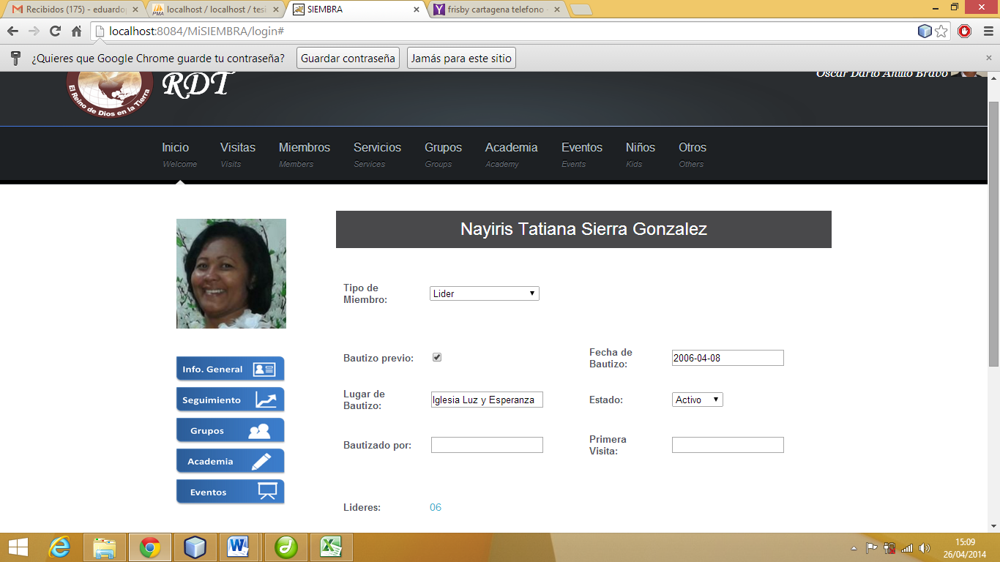 Recibidos (175) - eduardo
localhost / localhost / tesi
SIEMBRA
frisby cartagena telefono -
localhost:8084/MiSIEMBRA/login#
¿Quieres que Google Chrome guarde tu contraseña?
Guardar contraseña
Jamás para este sitio
El Reino de Dios en la Tierra
RDT
Oscar Dario Anillo Bravo
Inicio Visitas Miembros Servicios Grupos Academia Eventos Niños Otros
Welcome Visits Members Services Groups Academy Events Kids Others
Nayiris Tatiana Sierra Gonzalez
Tipo de
Miembro:
Lider
Bautizo previo:
Fecha de
Bautizo:
2006-04-08
Lugar de
Bautizo:
Iglesia Luz y Esperanza
Estado:
Activo
Bautizado por:
Primera
Visita:
Lideres:
06
Info. General
Seguimiento
Grupos
Academia
Eventos
15:09
26/04/2014